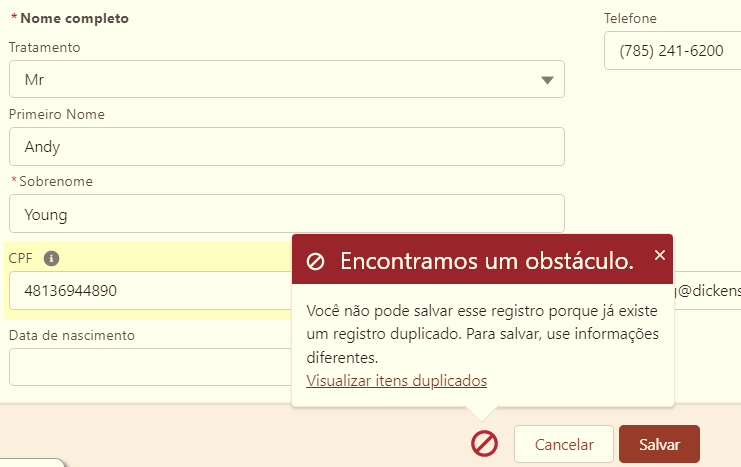 * Nome completo
Tratamento
Mr
Primeiro Nome
Andy
* Sobrenome
Young
CPF
48136944890
Data de nascimento
Telefone
(785) 241-6200
g@dickens
Encontramos um obstáculo.
Você não pode salvar esse registro porque já existe
um registro duplicado. Para salvar, use informações
diferentes.
Visualizar itens duplicados
Cancelar
Salvar